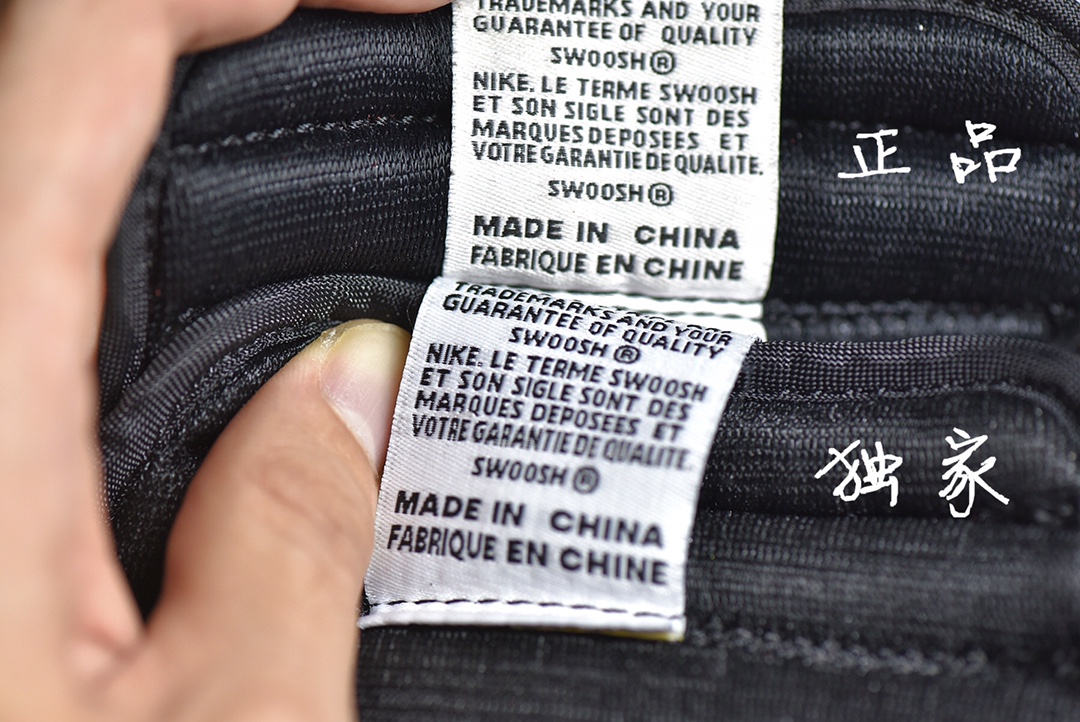 TRADEMARKS AND YOUR
GUARANTEE OF QUALITY
SWOOSH®
NIKE. LE TERME SWOOSH
ET SON SIGLE SONT DES
MARQUES DEPOSEES ET
VOTRE GARANTIE DE QUALITE.
SWOOSH®
MADE IN CHINA
FABRIQUE EN CHINE
正品
TRADEMARKS AND YOUR
GUARANTEE OF QUALITY
SWOOSH®
NIKE. LE TERME SWOOSH
ET SON SIGLE SONT DES
MARQUES DEPOSEES ET
VOTRE GARANTIE DE QUALITE.
SWOOSH®
MADE IN CHINA
FABRIQUE EN CHINE
独家